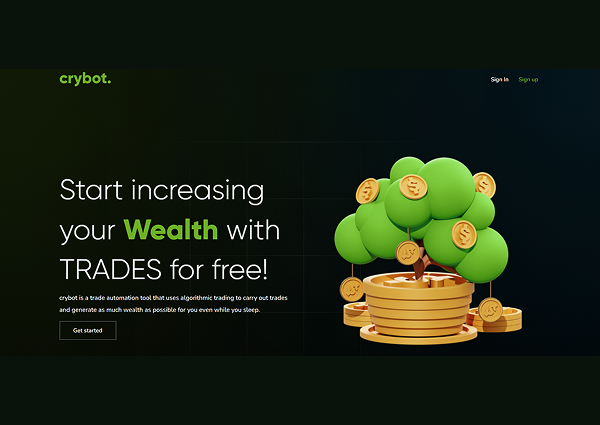 crybot.
Sign In
Sign up
Start increasing
your Wealth with
TRADES for free!
crybot is a trade automation tool that uses algorithmic trading to carry out trades
and generate as much wealth as possible for you even while you sleep.
Get started